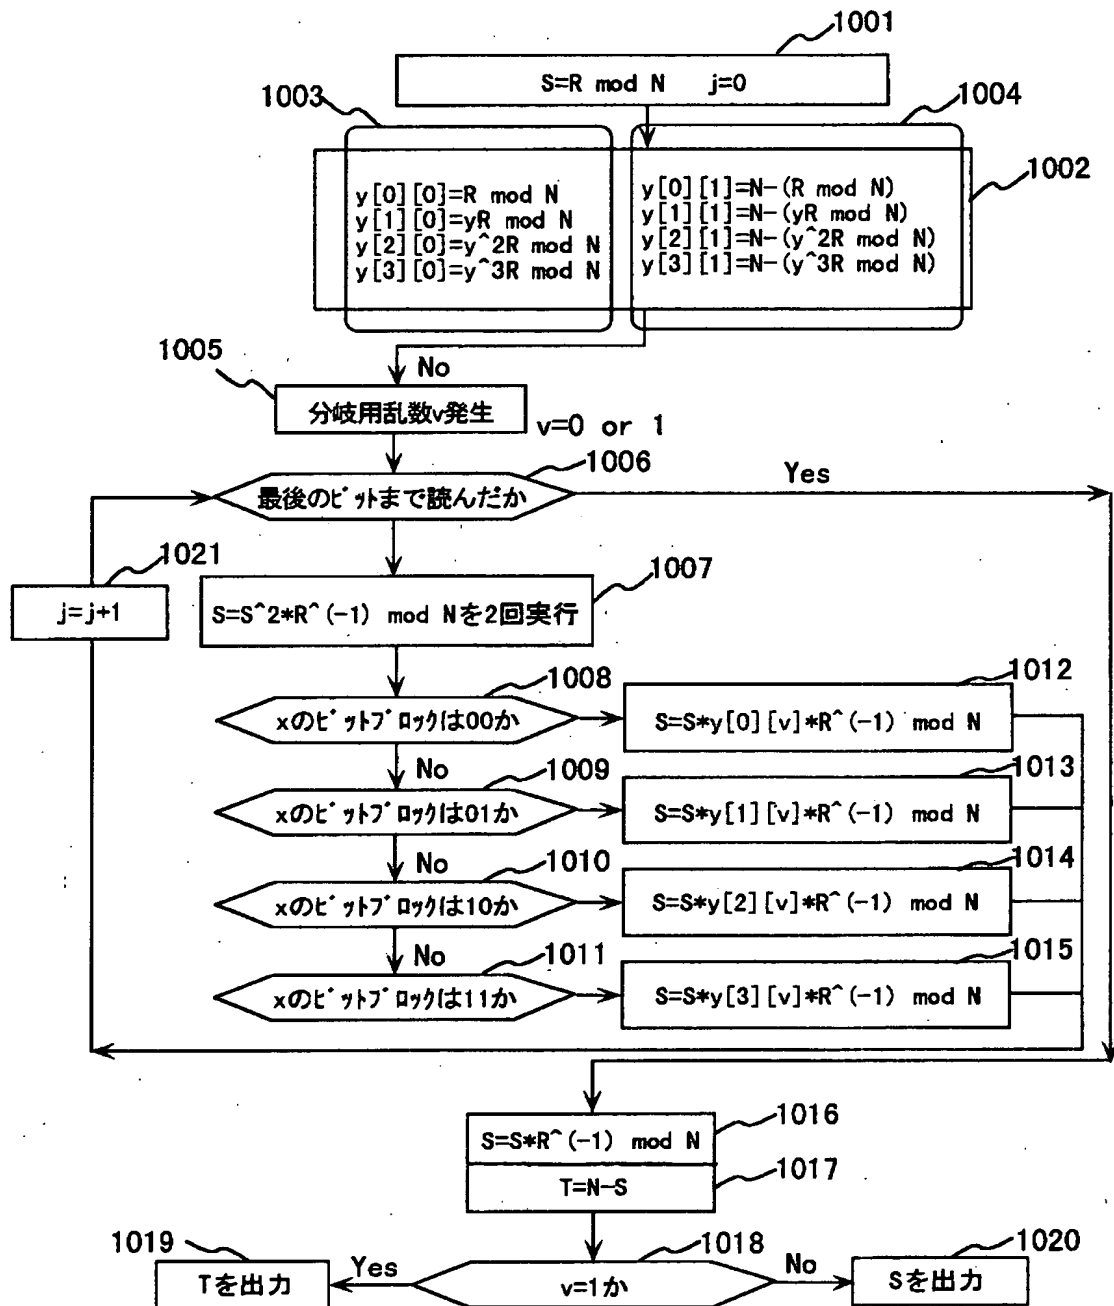 1001
S=R mod N j=0
1003
1004
1002
y[0][0]=R mod N
y[1][0]=yR mod N
y[2][0]=y^2R mod N
y[3][0]=y^3R mod N
y[0][1]=N-(R mod N)
y[1][1]=N-(yR mod N)
y[2][1]=N-(y^2R mod N)
y[3][1]=N-(y^3R mod N)
1005
No
分岐用乱数v発生
v=0 or 1
1006
最後のﾋﾞｯﾄまで読んだか
Yes
1021
j=j+1
1007
S=S^2*R^(-1) mod Nを2回実行
1008
xのﾋﾞｯﾄﾌﾞﾛｯｸは00か
1012
S=S*y[0][v]*R^(-1) mod N
No
1009
xのﾋﾞｯﾄﾌﾞﾛｯｸは01か
1013
S=S*y[1][v]*R^(-1) mod N
No
1010
xのﾋﾞｯﾄﾌﾞﾛｯｸは10か
1014
S=S*y[2][v]*R^(-1) mod N
No
1011
xのﾋﾞｯﾄﾌﾞﾛｯｸは11か
1015
S=S*y[3][v]*R^(-1) mod N
1016
S=S*R^(-1) mod N
1017
T=N-S
1018
v=1か
Yes
1019
Tを出力
No
1020
Sを出力